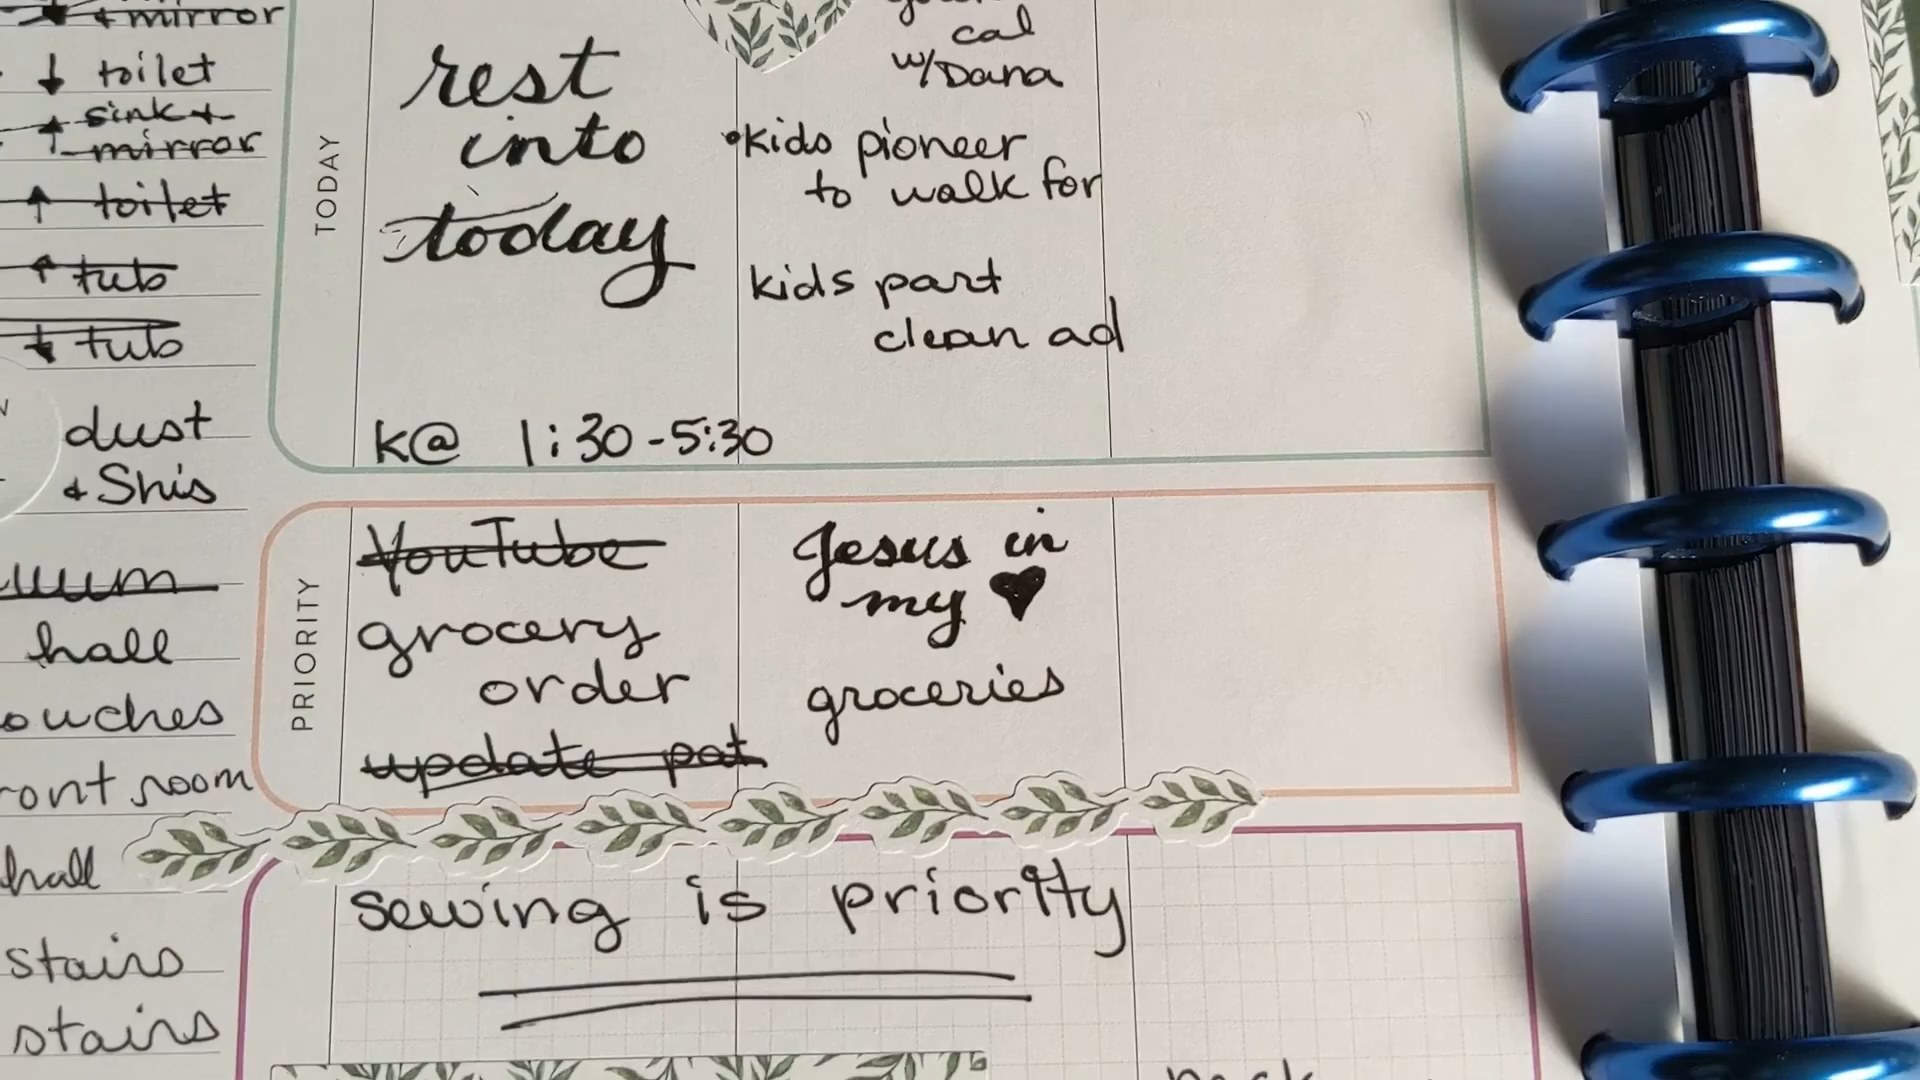 + mirror
↓ toilet
sink +
↑ mirror
↑ toilet
↑ tub
↓ tub
dust
+ Shis
hall
ront room
hall
stairs
stairs
TODAY
rest
into
today
K@ 1:30-5:30
cal
w/Dana
•kids pioneer
to walk for
kids part
clean ad
PRIORITY
YouTube
grocery
order
update pat
Jesus in
my ♥
groceries
sewing is priority